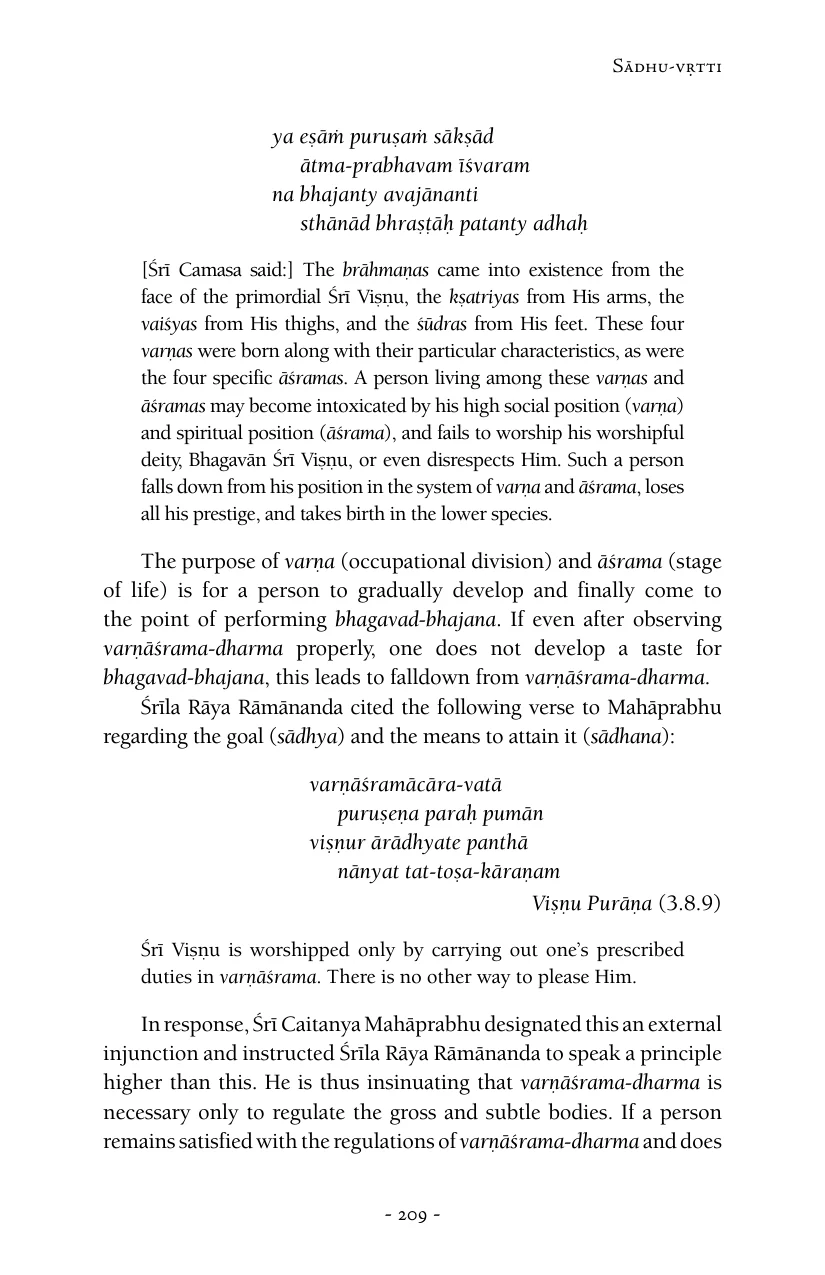 Sādhu-vṛtti
ya eṣāṁ puruṣaṁ sākṣād
ātma-prabhavam īśvaram
na bhajanty avajānanti
sthānād bhraṣṭāḥ patanty adhaḥ
[Śrī Camasa said:] The brāhmaṇas came into existence from the
face of the primordial Śrī Viṣṇu, the kṣatriyas from His arms, the
vaiśyas from His thighs, and the śūdras from His feet. These four
varṇas were born along with their particular characteristics, as were
the four specific āśramas. A person living among these varṇas and
āśramas may become intoxicated by his high social position (varṇa)
and spiritual position (āśrama), and fails to worship his worshipful
deity, Bhagavān Śrī Viṣṇu, or even disrespects Him. Such a person
falls down from his position in the system of varṇa and āśrama, loses
all his prestige, and takes birth in the lower species.
The purpose of varṇa (occupational division) and āśrama (stage
of life) is for a person to gradually develop and finally come to
the point of performing bhagavad-bhajana. If even after observing
varṇāśrama-dharma properly, one does not develop a taste for
bhagavad-bhajana, this leads to falldown from varṇāśrama-dharma.
Śrīla Rāya Rāmānanda cited the following verse to Mahāprabhu
regarding the goal (sādhya) and the means to attain it (sādhana):
varṇāśramācāra-vatā
puruṣeṇa paraḥ pumān
viṣṇur ārādhyate panthā
nānyat tat-toṣa-kāraṇam
Viṣṇu Purāṇa (3.8.9)
Śrī Viṣṇu is worshipped only by carrying out one’s prescribed
duties in varṇāśrama. There is no other way to please Him.
In response, Śrī Caitanya Mahāprabhu designated this an external
injunction and instructed Śrīla Rāya Rāmānanda to speak a principle
higher than this. He is thus insinuating that varṇāśrama-dharma is
necessary only to regulate the gross and subtle bodies. If a person
remains satisfied with the regulations of varṇāśrama-dharma and does
- 209 -